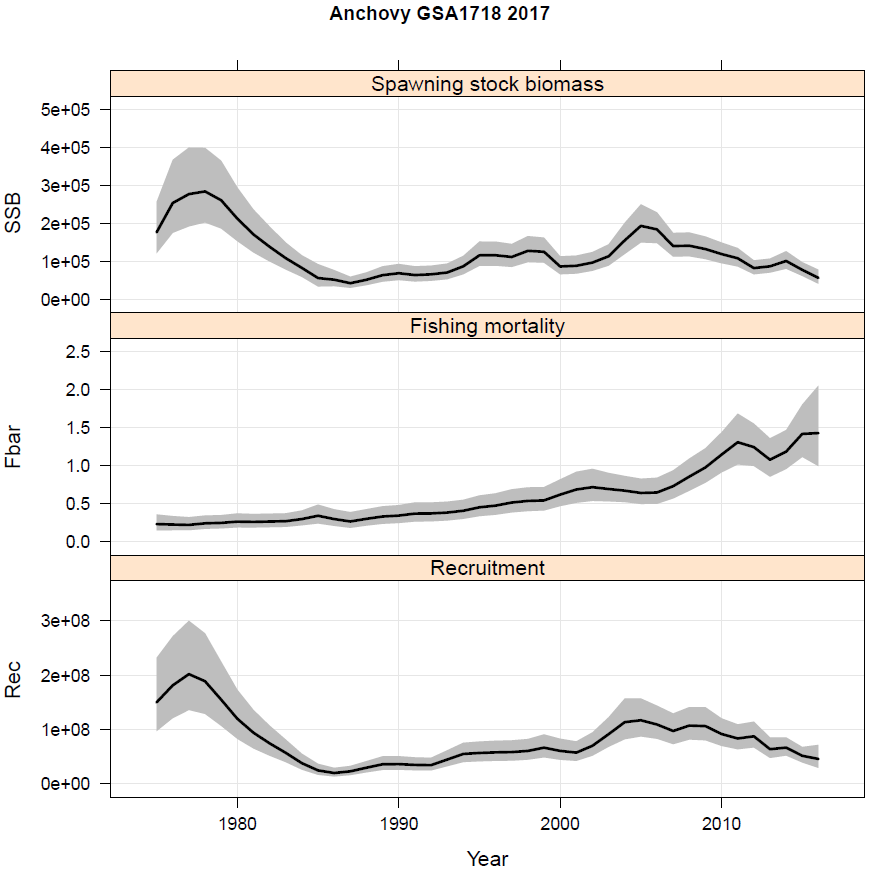 Anchovy GSA1718 2017
Spawning stock biomass
SSB
5e+05
4e+05
3e+05
2e+05
1e+05
0e+00
Fishing mortality
Fbar
2.5
2.0
1.5
1.0
0.5
0.0
Recruitment
Rec
3e+08
2e+08
1e+08
0e+00
1980 1990 2000 2010
Year